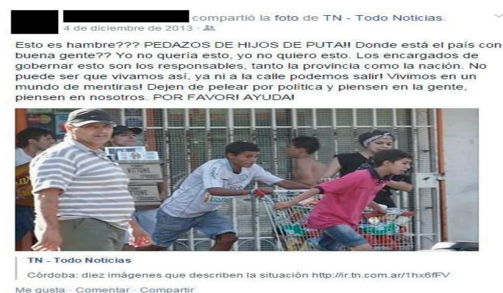 compartió la foto de TN - Todo Noticias.
4 de diciembre de 2013
Esto es hambre??? PEDAZOS DE HIJOS DE PUTA!! Donde está el país con
buena gente?? Yo no quería esto, yo no quiero esto. Los encargados de
gobernar esto son los responsables, tanto la provincia como la nación. No
puede ser que vivamos así, ya ni a la calle podemos salir! Vivimos en un
mundo de mentiras! Dejen de pelear por política y piensen en la gente,
piensen en nosotros. POR FAVOR! AYUDA!
TN - Todo Noticias
Córdoba: diez imágenes que describen la situación http://ir.tn.com.ar/1hx6fFV
Me gusta · Comentar · Compartir